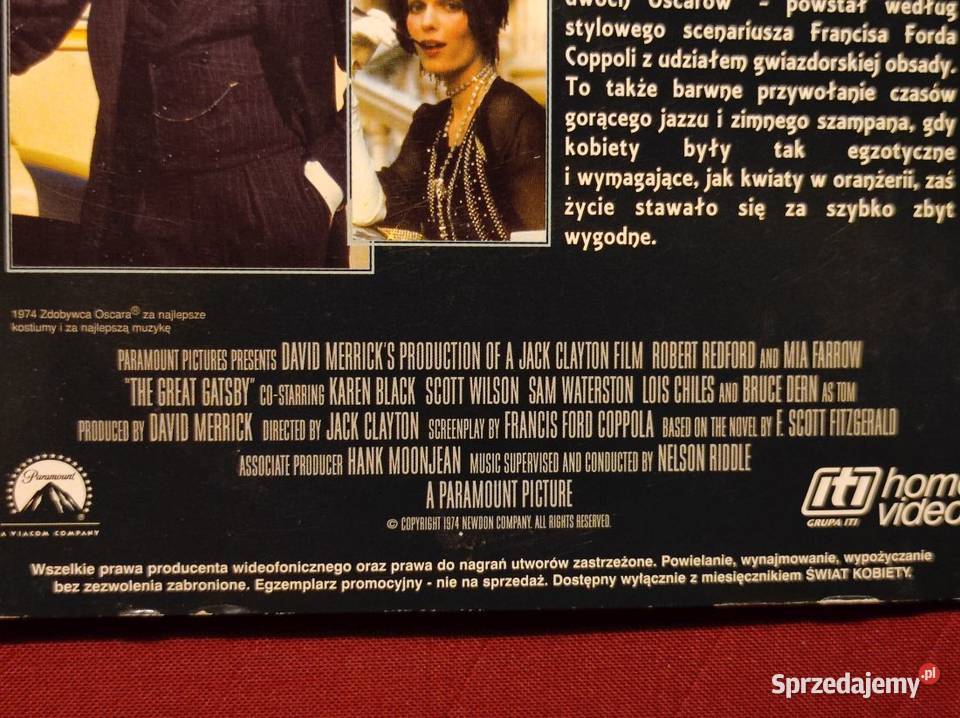 dwóch Oscarów - powstał według
stylowego scenariusza Francisa Forda
Coppoli z udziałem gwiazdorskiej obsady.
To także barwne przywołanie czasów
gorącego jazzu i zimnego szampana, gdy
kobiety były tak egzotyczne
i wymagające, jak kwiaty w oranżerii, zaś
życie stawało się za szybko zbyt
wygodne.
1974 Zdobywca Oscara® za najlepsze
kostiumy i za najlepszą muzykę
PARAMOUNT PICTURES PRESENTS DAVID MERRICK'S PRODUCTION OF A JACK CLAYTON FILM ROBERT REDFORD AND MIA FARROW
"THE GREAT GATSBY" CO-STARRING KAREN BLACK SCOTT WILSON SAM WATERSTON LOIS CHILES AND BRUCE DERN AS TOM
PRODUCED BY DAVID MERRICK DIRECTED BY JACK CLAYTON SCREENPLAY BY FRANCIS FORD COPPOLA BASED ON THE NOVEL BY F. SCOTT FITZGERALD
ASSOCIATE PRODUCER HANK MOONJEAN MUSIC SUPERVISED AND CONDUCTED BY NELSON RIDDLE
A PARAMOUNT PICTURE
© COPYRIGHT 1974 NEWDON COMPANY. ALL RIGHTS RESERVED.
Paramount
A VIACOM COMPANY
iti home
video
GRUPA ITI
Wszelkie prawa producenta wideofonicznego oraz prawa do nagrań utworów zastrzeżone. Powielanie, wynajmowanie, wypożyczanie
bez zezwolenia zabronione. Egzemplarz promocyjny - nie na sprzedaż. Dostępny wyłącznie z miesięcznikiem ŚWIAT KOBIETY.
Sprzedajemy.pl